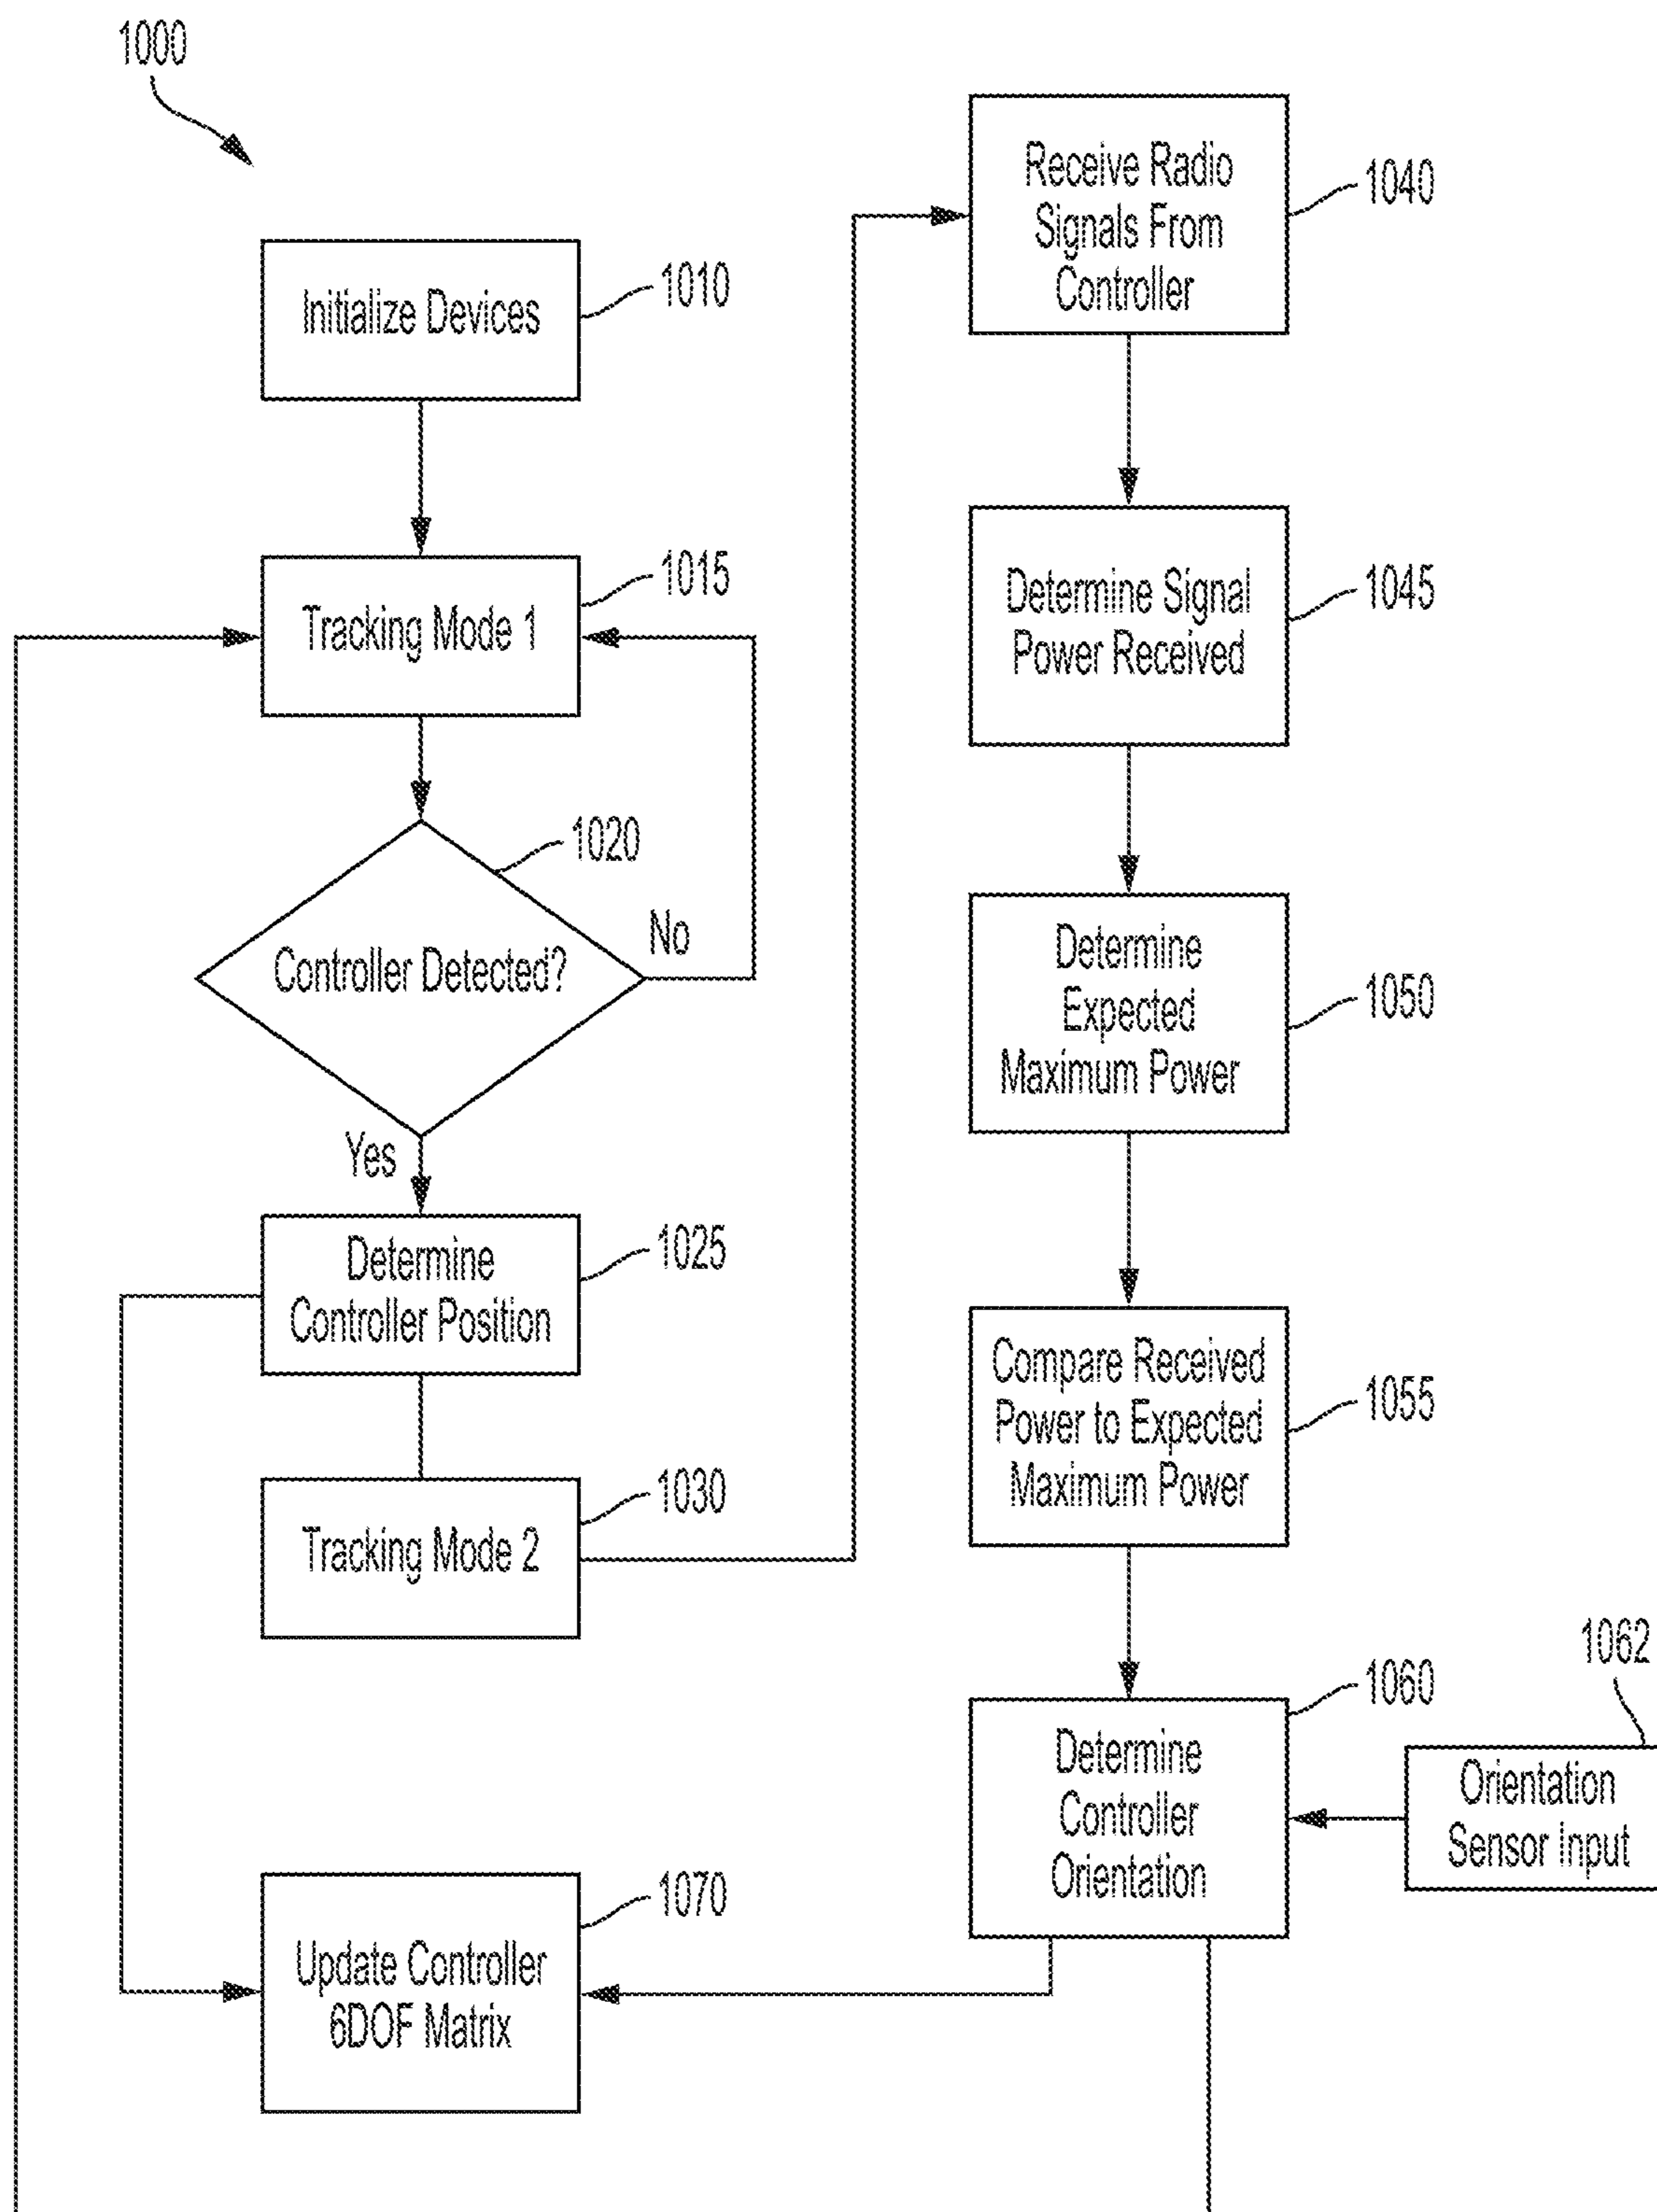 1000
Initialize Devices
1010
Tracking Mode 1
1015
Controller Detected?
1020
No
Yes
Determine
Controller Position
1025
Tracking Mode 2
1030
Receive Radio
Signals From
Controller
1040
Determine Signal
Power Received
1045
Determine
Expected
Maximum Power
1050
Compare Received
Power to Expected
Maximum Power
1055
Determine
Controller
Orientation
1060
Orientation
Sensor Input
1062
Update Controller
6DOF Matrix
1070